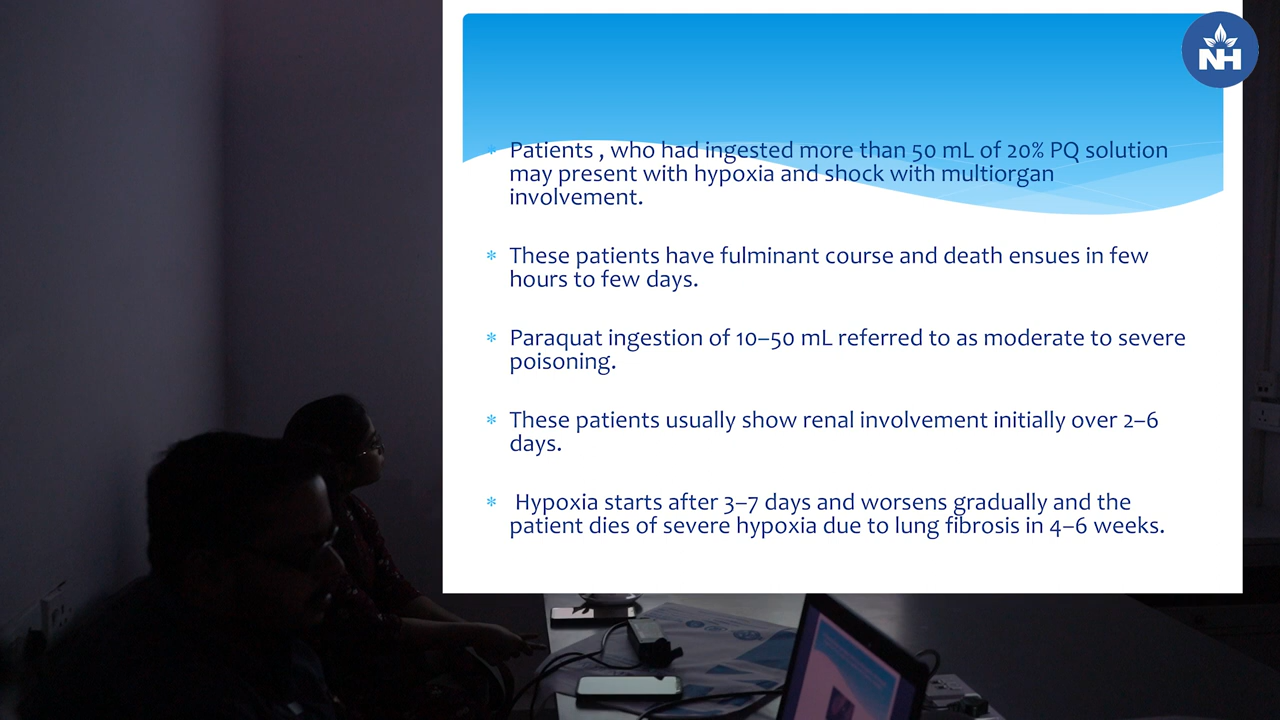 NH
* Patients , who had ingested more than 50 mL of 20% PQ solution
may present with hypoxia and shock with multiorgan
involvement.
* These patients have fulminant course and death ensues in few
hours to few days.
* Paraquat ingestion of 10–50 mL referred to as moderate to severe
poisoning.
* These patients usually show renal involvement initially over 2–6
days.
* Hypoxia starts after 3–7 days and worsens gradually and the
patient dies of severe hypoxia due to lung fibrosis in 4–6 weeks.